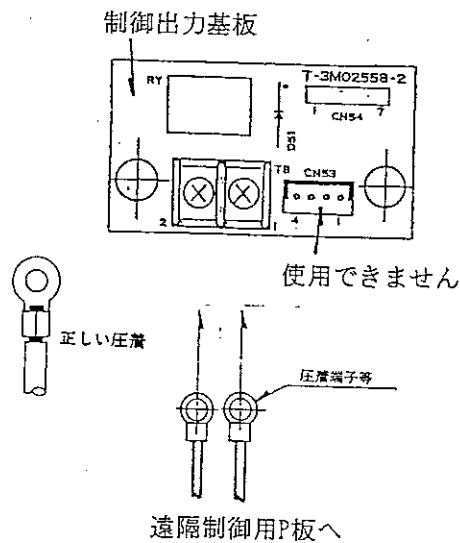 制御出力基板
RY
T-3M02558-2
1 CN54 7
D51
TB CN53
2 1 4 1
使用できません
正しい圧着
圧着端子等
遠隔制御用P板へ